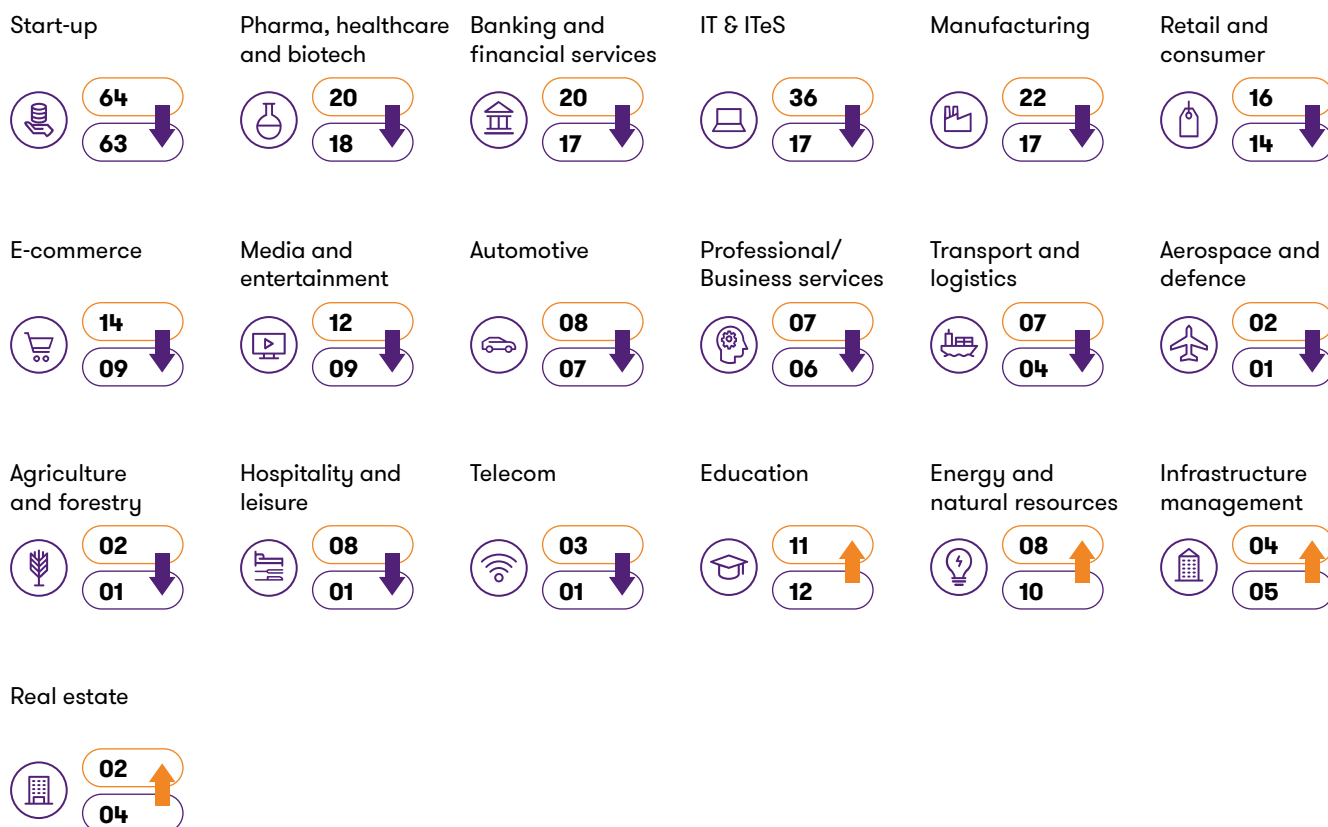 Start-up
64
63
Pharma, healthcare
and biotech
20
18
Banking and
financial services
20
17
IT & ITeS
36
17
Manufacturing
22
17
Retail and
consumer
16
14
E-commerce
14
09
Media and
entertainment
12
09
Automotive
08
07
Professional/
Business services
07
06
Transport and
logistics
07
04
Aerospace and
defence
02
01
Agriculture
and forestry
02
01
Hospitality and
leisure
08
01
Telecom
03
01
Education
11
12
Energy and
natural resources
08
10
Infrastructure
management
04
05
Real estate
02
04